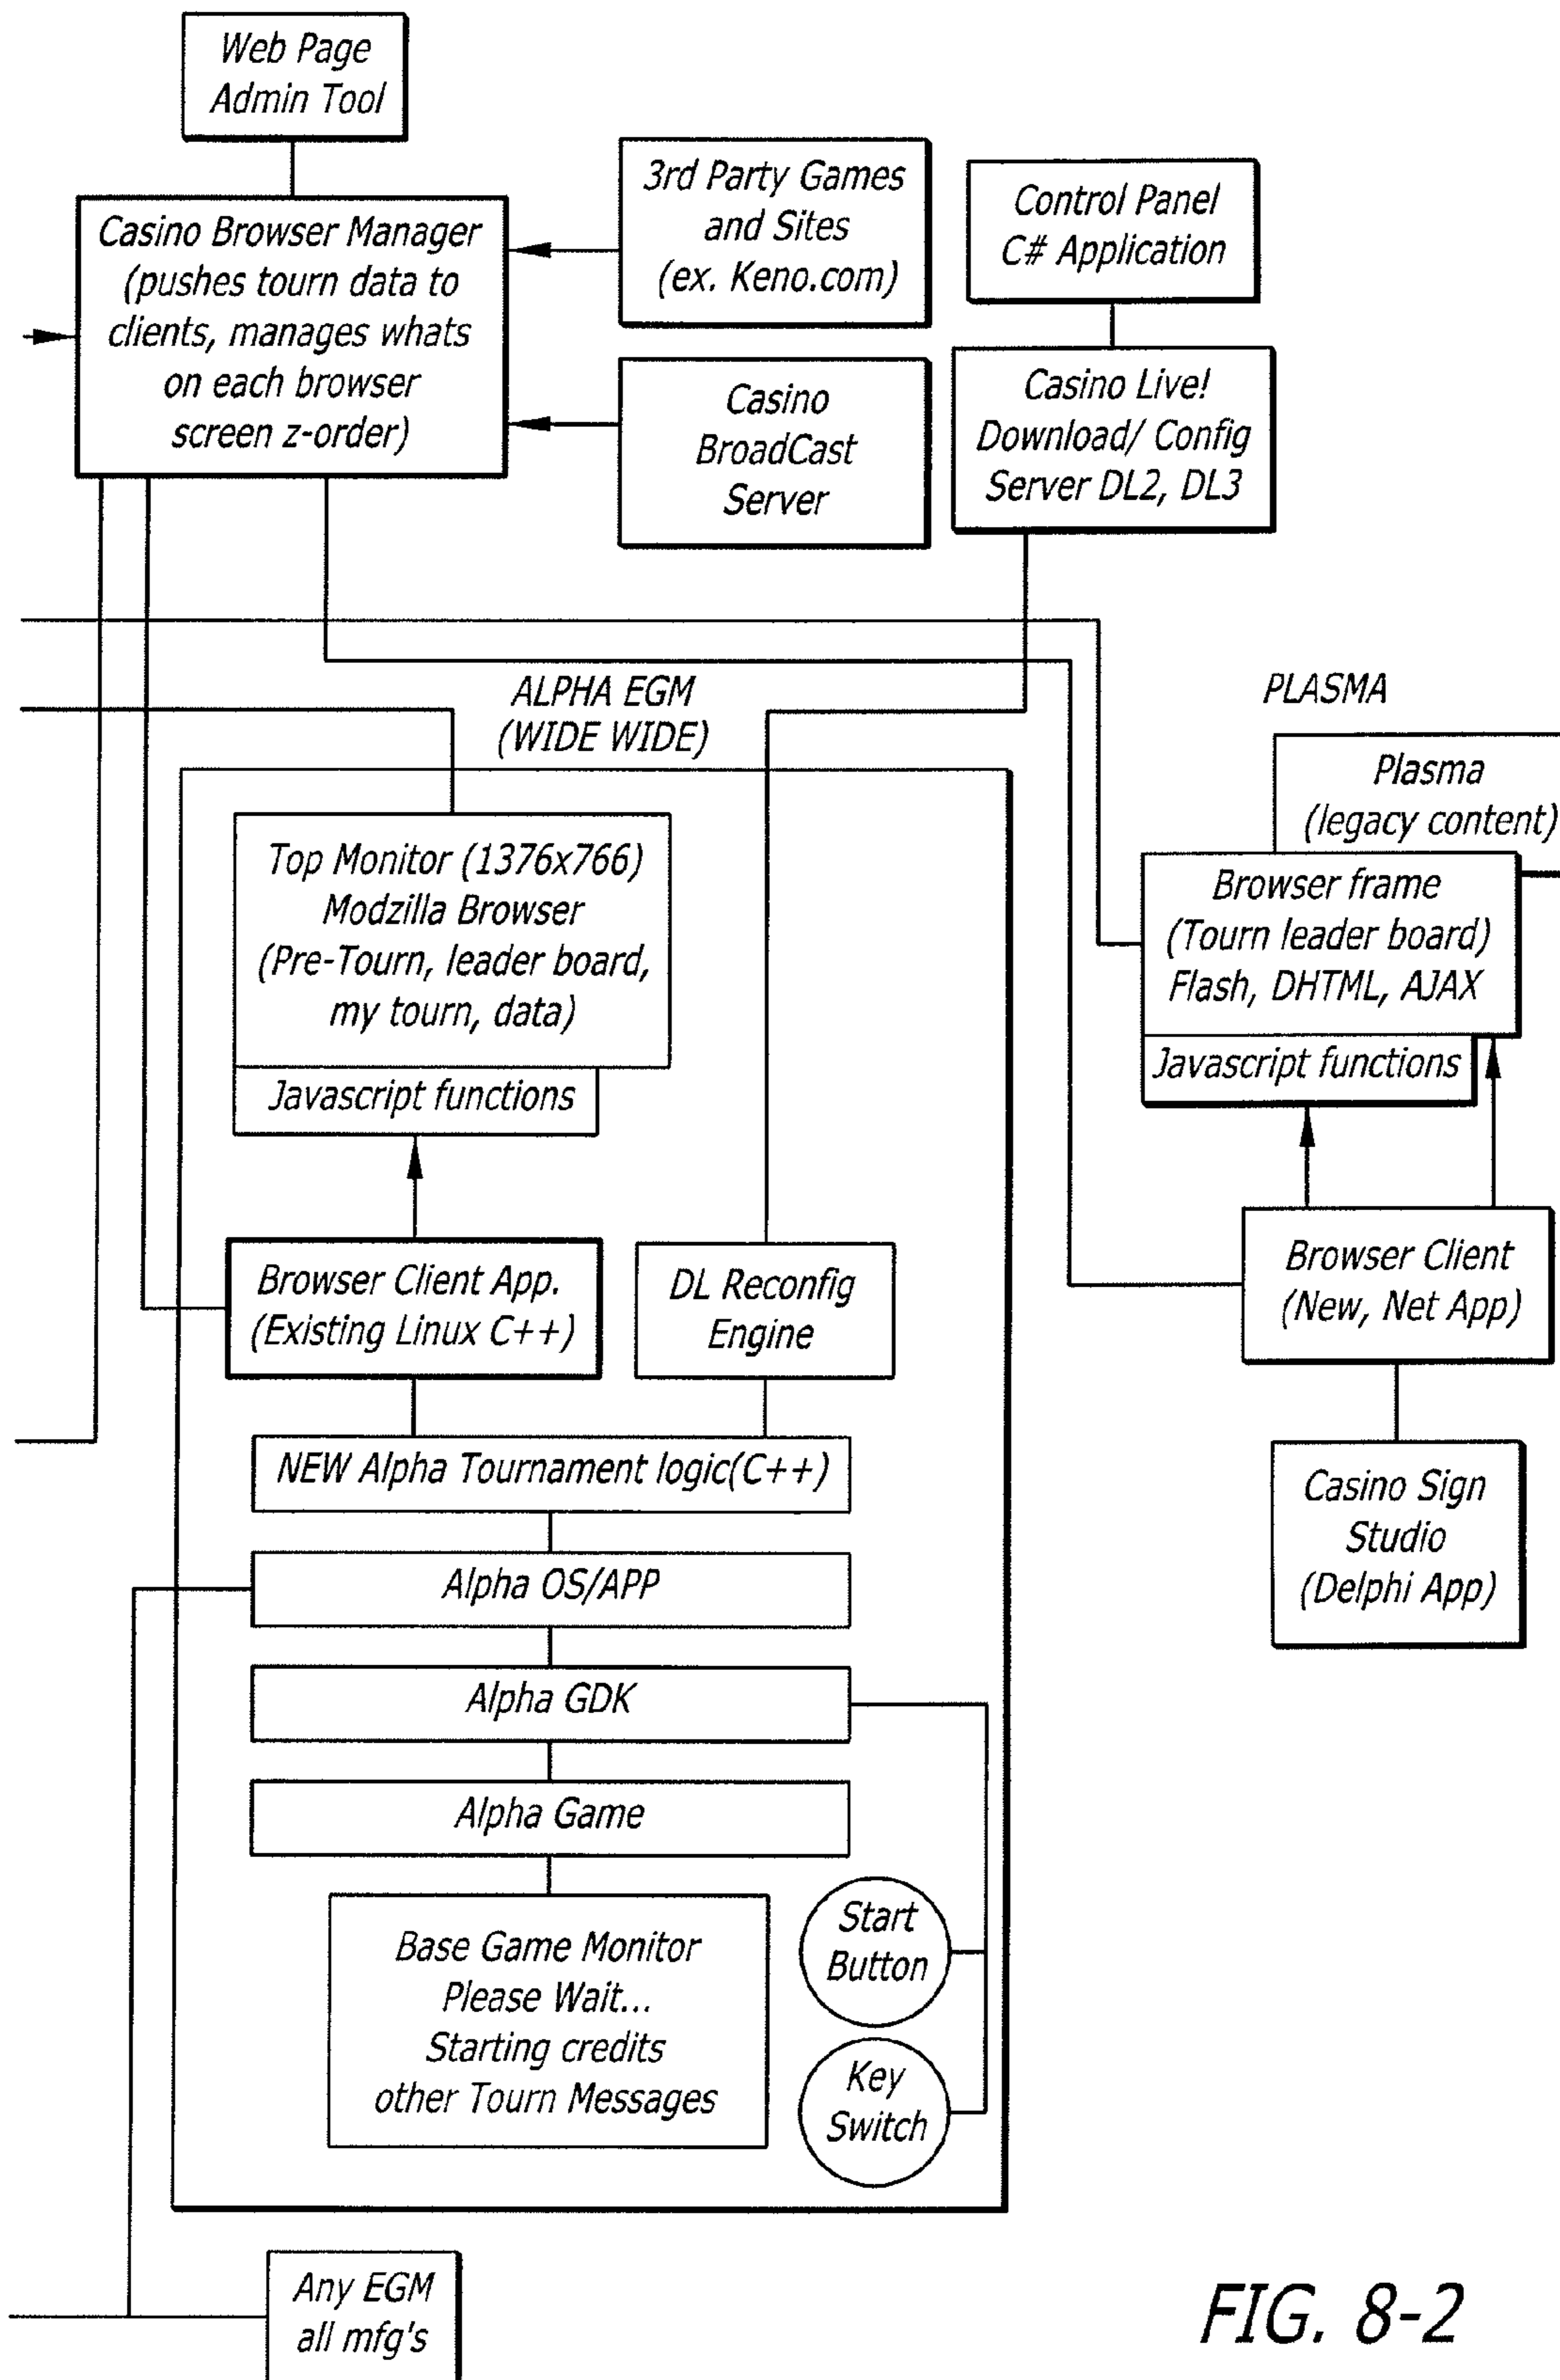 Web Page
Admin Tool
Casino Browser Manager
(pushes tourn data to
clients, manages whats
on each browser
screen z-order)
3rd Party Games
and Sites
(ex. Keno.com)
Casino
BroadCast
Server
Control Panel
C# Application
Casino Live!
Download/ Config
Server DL2, DL3
ALPHA EGM
(WIDE WIDE)
Top Monitor (1376x766)
Modzilla Browser
(Pre-Tourn, leader board,
my tourn, data)
Javascript functions
Browser Client App.
(Existing Linux C++)
DL Reconfig
Engine
NEW Alpha Tournament logic(C++)
Alpha OS/APP
Alpha GDK
Alpha Game
Base Game Monitor
Please Wait...
Starting credits
other Tourn Messages
Start
Button
Key
Switch
Any EGM
all mfg's
PLASMA
Plasma
(legacy content)
Browser frame
(Tourn leader board)
Flash, DHTML, AJAX
Javascript functions
Browser Client
(New, Net App)
Casino Sign
Studio
(Delphi App)
FIG. 8-2